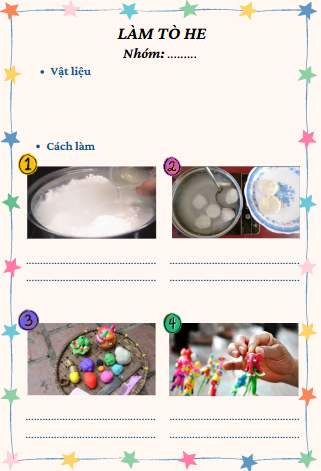 LÀM TÒ HE
Nhóm: .........
• Vật liệu
• Cách làm
1
2
3
4